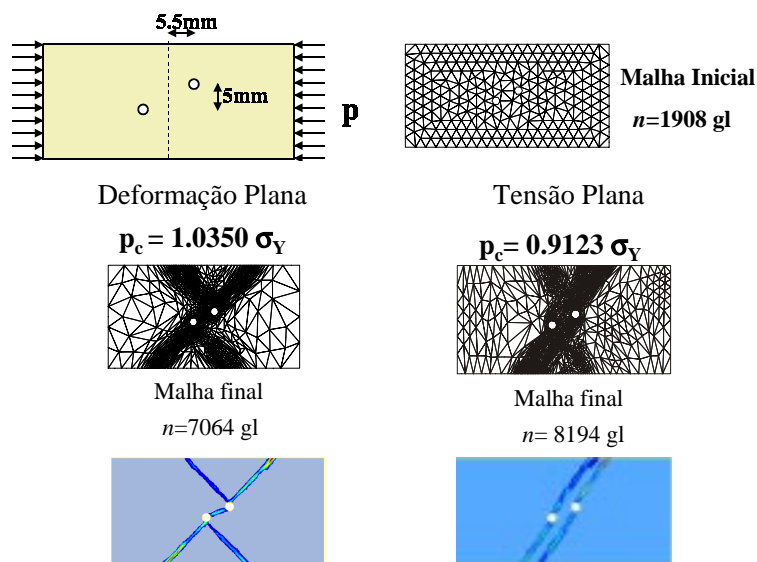 5.5mm
5mm
p
Malha Inicial
n=1908 gl
Deformação Plana
p_c = 1.0350 σ_Y
Malha final
n=7064 gl
Tensão Plana
p_c= 0.9123 σ_Y
Malha final
n= 8194 gl